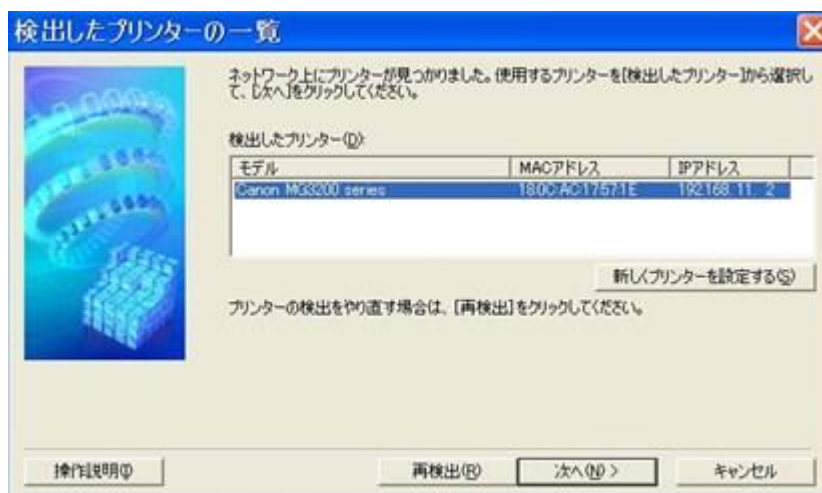 検出したプリンターの一覧
ネットワーク上にプリンターが見つかりました。使用するプリンターを[検出したプリンター]から選択し
て、[次へ]をクリックしてください。
検出したプリンター(D):
モデル MACアドレス IPアドレス
Canon MG3200 series 180CAC17571E 192.168. 11. 2
新しくプリンターを設定する(S)
プリンターの検出をやり直す場合は、[再検出]をクリックしてください。
操作説明(I) 再検出(R) 次へ(N) > キャンセル